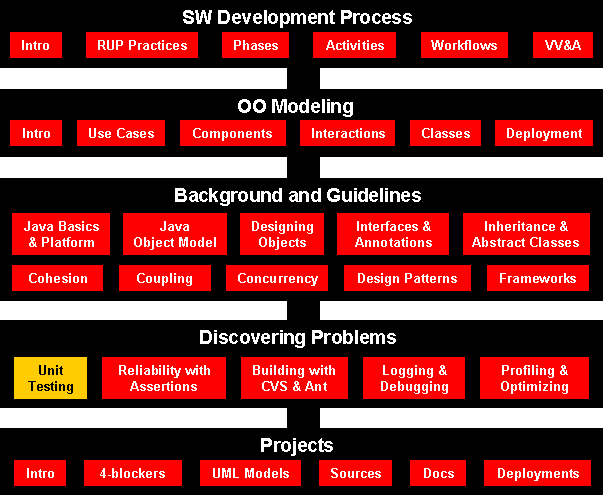 SW Development Process
Intro RUP Practices Phases Activities Workflows VV&A
OO Modeling
Intro Use Cases Components Interactions Classes Deployment
Background and Guidelines
Java Basics & Platform
Java Object Model
Designing Objects
Interfaces & Annotations
Inheritance & Abstract Classes
Cohesion Coupling Concurrency Design Patterns Frameworks
Discovering Problems
Unit Testing
Reliability with Assertions
Building with CVS & Ant
Logging & Debugging
Profiling & Optimizing
Projects
Intro 4-blockers UML Models Sources Docs Deployments